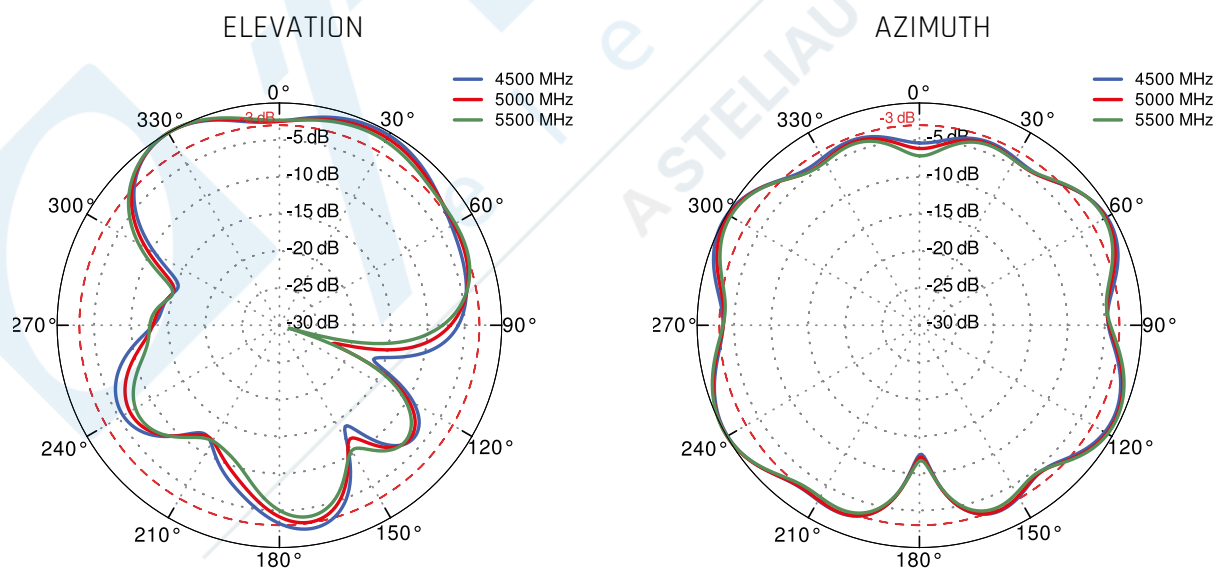 ELEVATION
4500 MHz
5000 MHz
5500 MHz
0°
30°
60°
90°
120°
150°
180°
210°
240°
270°
300°
330°
-3 dB
-5 dB
-10 dB
-15 dB
-20 dB
-25 dB
-30 dB
AZIMUTH
4500 MHz
5000 MHz
5500 MHz
0°
30°
60°
90°
120°
150°
180°
210°
240°
270°
300°
330°
-3 dB
-5 dB
-10 dB
-15 dB
-20 dB
-25 dB
-30 dB
A STELIAU